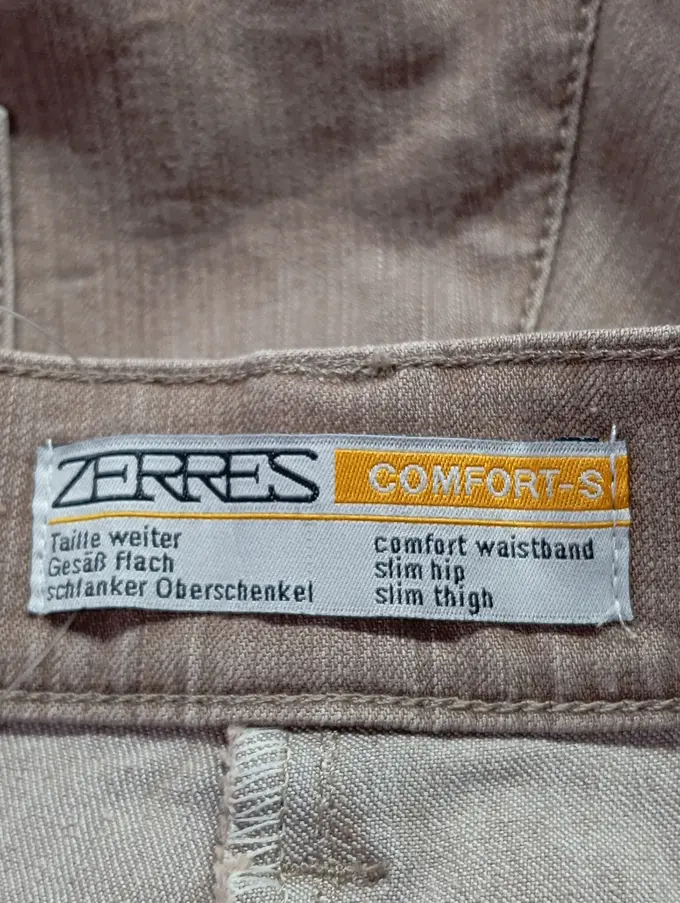 ZERRES COMFORT-S
Taille weiter
Gesäß flach
schlanker Oberschenkel
comfort waistband
slim hip
slim thigh